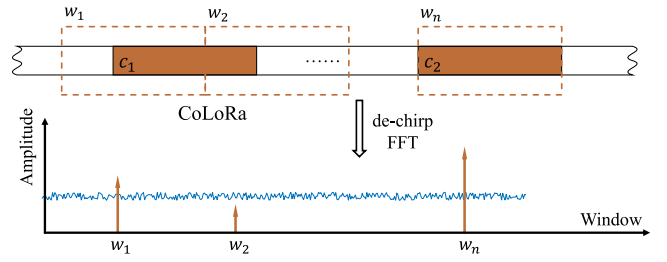 w₁ w₂ wₙ
c₁ ...... c₂
CoLoRa
de-chirp
FFT
Amplitude
Window
w₁ w₂ wₙ